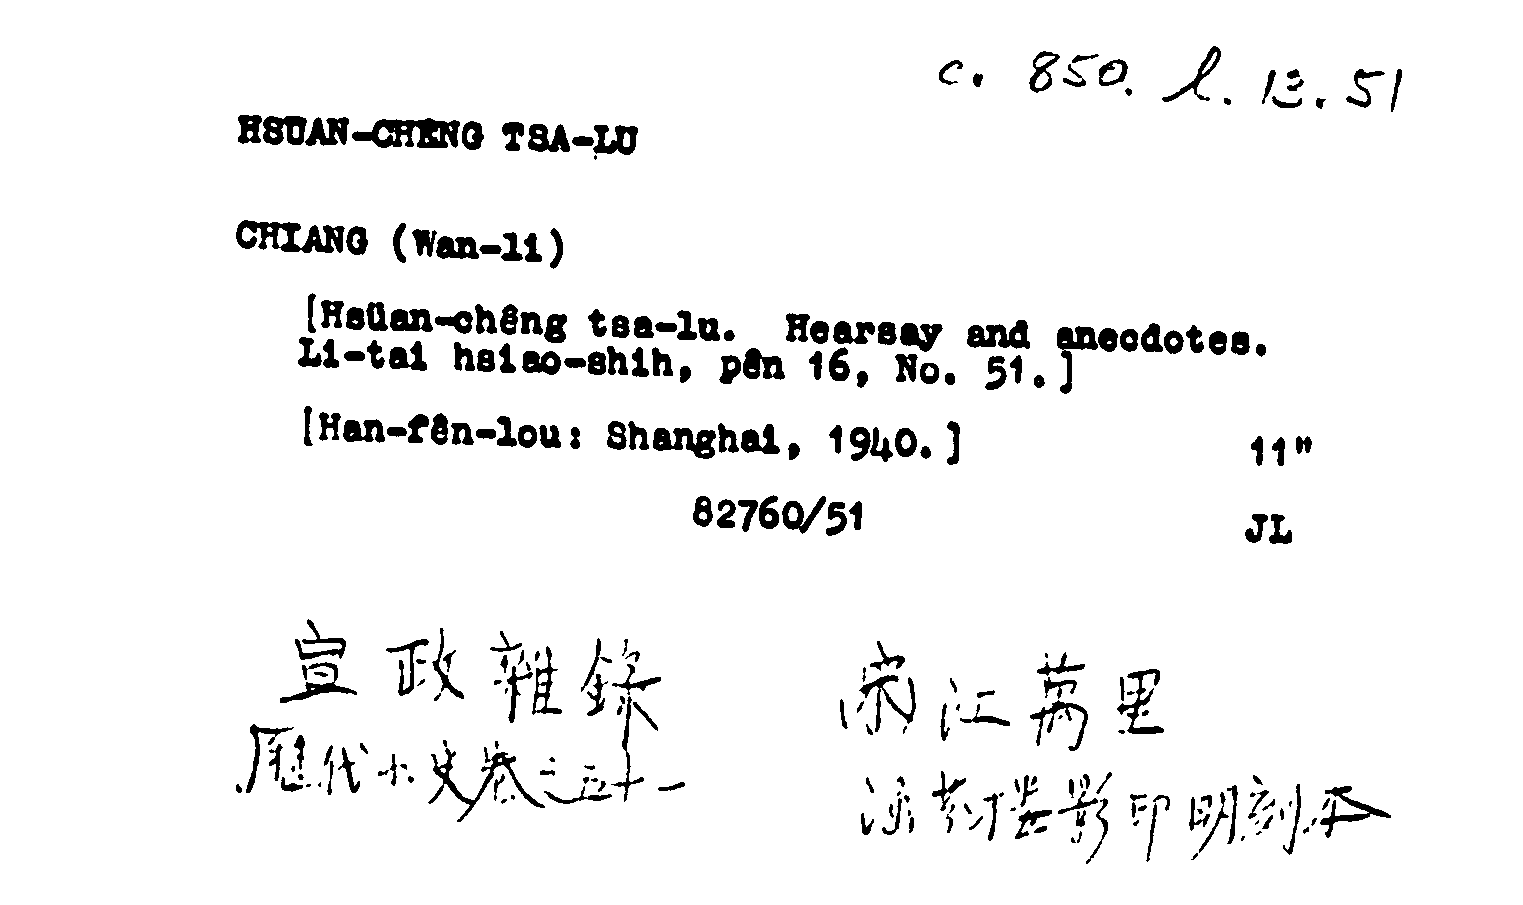 c. 850. l. 13. 51
HSÜAN-CHÊNG TSA-LU
CHIANG (Wan-li)
[Hsüan-chêng tsa-lu. Hearsay and anecdotes.
Li-tai hsiao-shih, pên 16, No. 51.]
[Han-fên-lou: Shanghai, 1940.] 11"
82760/51 JL
宣政雜錄 宋江萬里
歷代小史卷之五十一 涵芬樓影印明刻本